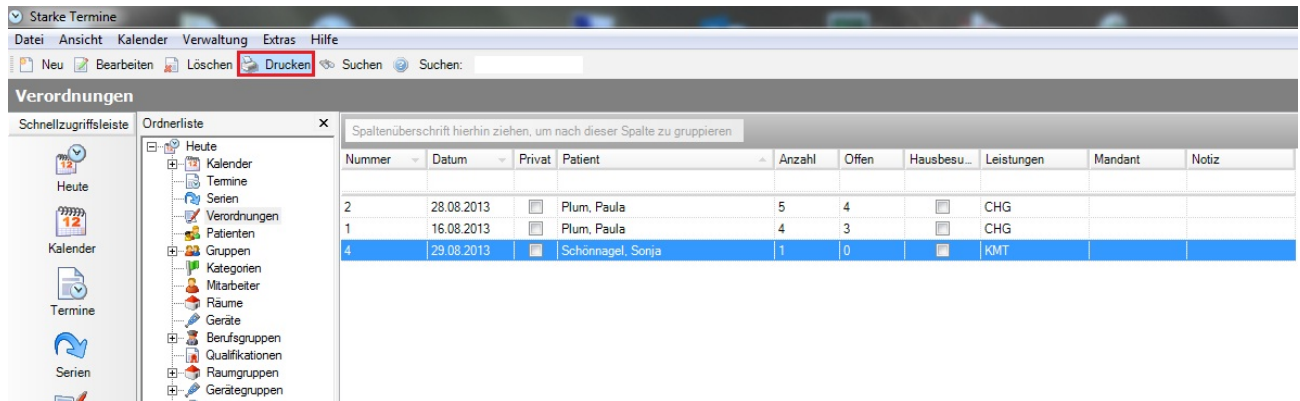 Starke Termine
Datei Ansicht Kalender Verwaltung Extras Hilfe
Neu Bearbeiten Löschen Drucken Suchen Suchen:
Verordnungen
Schnellzugriffsleiste
Heute
Kalender
Termine
Serien
Ordnerliste
Heute
Kalender
Termine
Serien
Verordnungen
Patienten
Gruppen
Kategorien
Mitarbeiter
Räume
Geräte
Berufsgruppen
Qualifikationen
Raumgruppen
Gerätegruppen
Spaltenüberschrift hierhin ziehen, um nach dieser Spalte zu gruppieren
Nummer Datum Privat Patient Anzahl Offen Hausbesu... Leistungen Mandant Notiz
2 28.08.2013 Plum, Paula 5 4 CHG
1 16.08.2013 Plum, Paula 4 3 CHG
4 29.08.2013 Schönnagel, Sonja 1 0 KMT